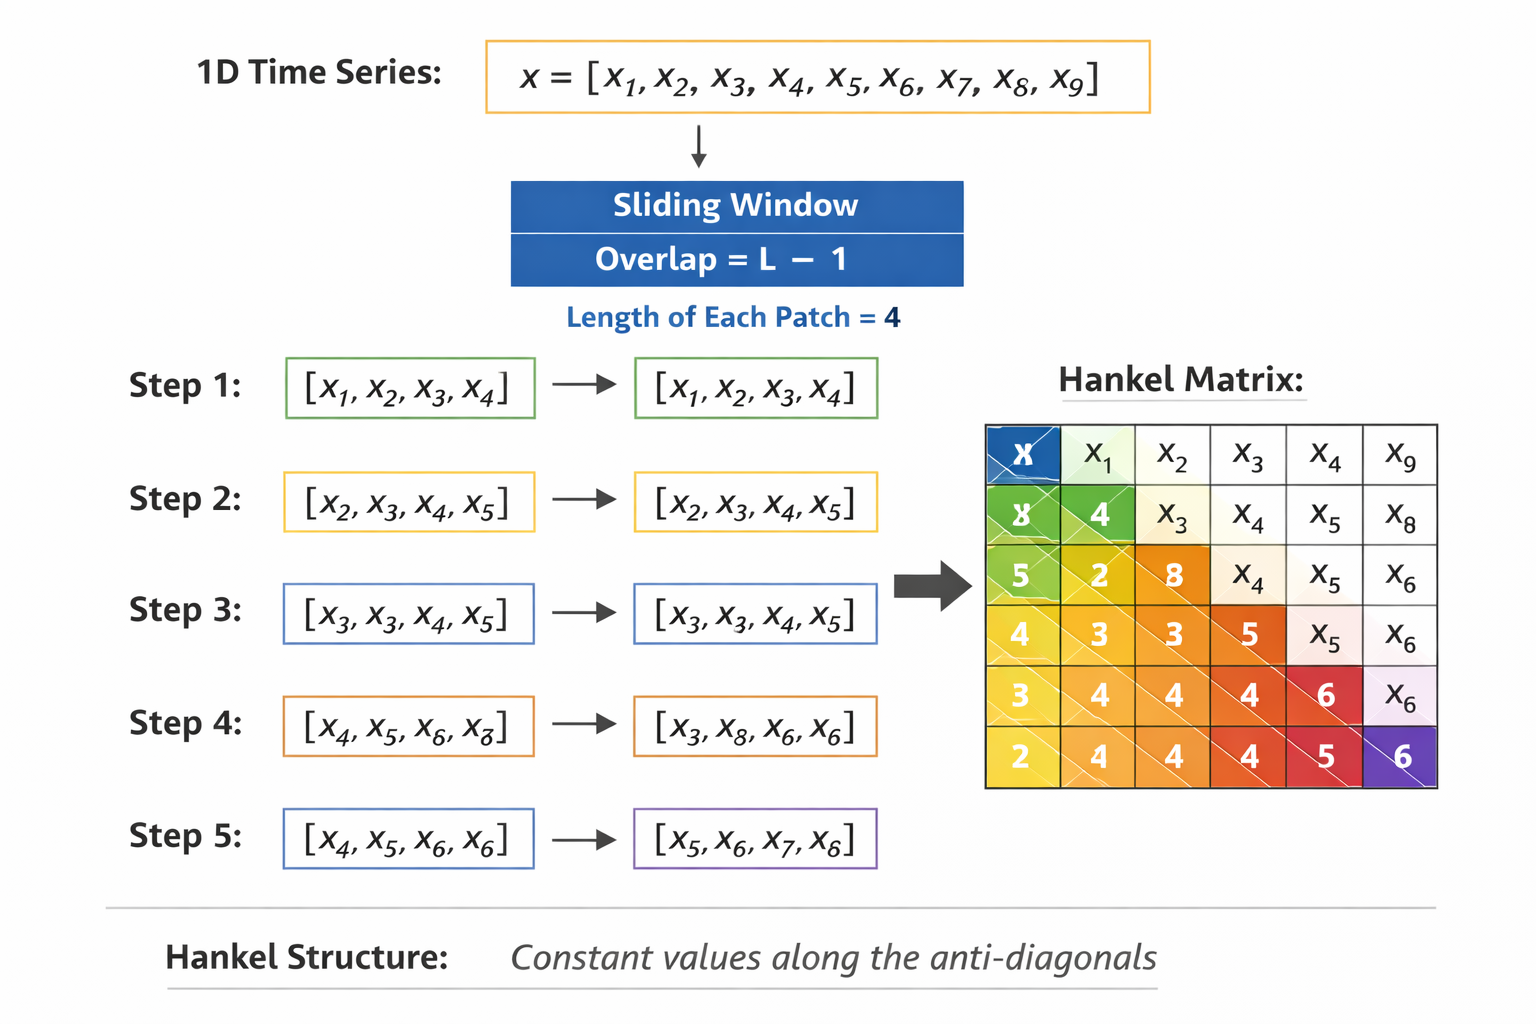 1D Time Series: x = [x₁, x₂, x₃, x₄, x₅, x₆, x₇, x₈, x₉]
Sliding Window
Overlap = L − 1
Length of Each Patch = 4
Step 1: [x₁, x₂, x₃, x₄] [x₁, x₂, x₃, x₄]
Hankel Matrix:
x x₁ x₂ x₃ x₄ x₉
Step 2: [x₂, x₃, x₄, x₅] [x₂, x₃, x₄, x₅]
4 x₃ x₄ x₅ x₈
5 2 8 x₄ x₅ x₆
Step 3: [x₃, x₃, x₄, x₅] [x₃, x₃, x₄, x₅]
4 3 3 5 x₅ x₆
3 4 4 4 6 x₆
Step 4: [x₄, x₅, x₆, ] [x₃, x₈, x₆, x₆]
2 4 4 4 5 6
Step 5: [x₄, x₅, x₆, x₆] [x₅, x₆, x₇, x₈]
Hankel Structure: Constant values along the anti-diagonals